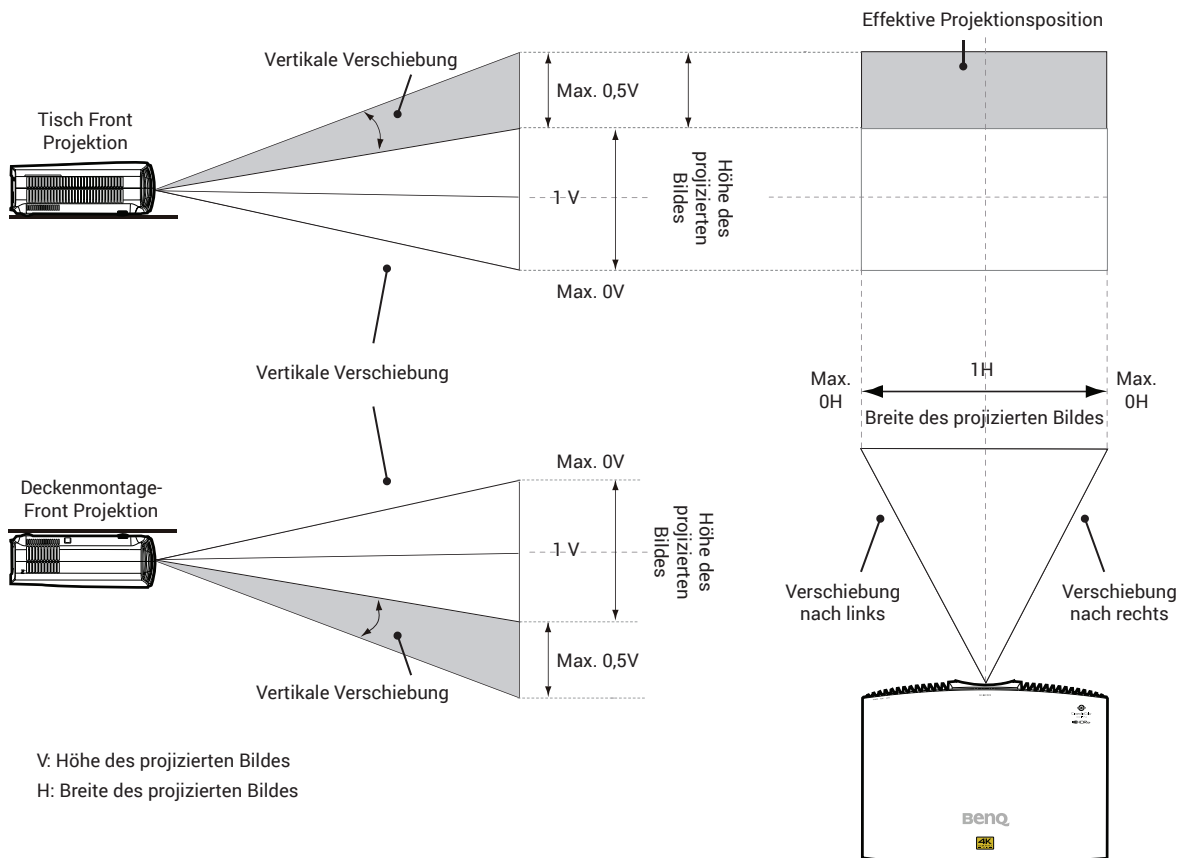 Effektive Projektionsposition
Vertikale Verschiebung
Max. 0,5V
Tisch Front
Projektion
1 V
Höhe des
projizierten
Bildes
Max. 0V
Vertikale Verschiebung
Max.
0H
1H
Max.
0H
Breite des projizierten Bildes
Max. 0V
Deckenmontage-
Front Projektion
1 V
Höhe des
projizierten
Bildes
Verschiebung
nach links
Verschiebung
nach rechts
Max. 0,5V
Vertikale Verschiebung
V: Höhe des projizierten Bildes
H: Breite des projizierten Bildes
BenQ
4K